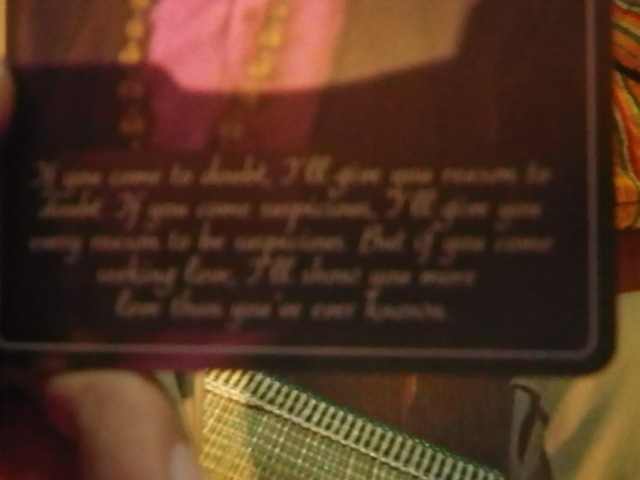 If you come to doubt, I'll give you reason to
doubt. If you come suspicious, I'll give you
every reason to be suspicious. But if you come
seeking love, I'll show you more
love than you've ever known.